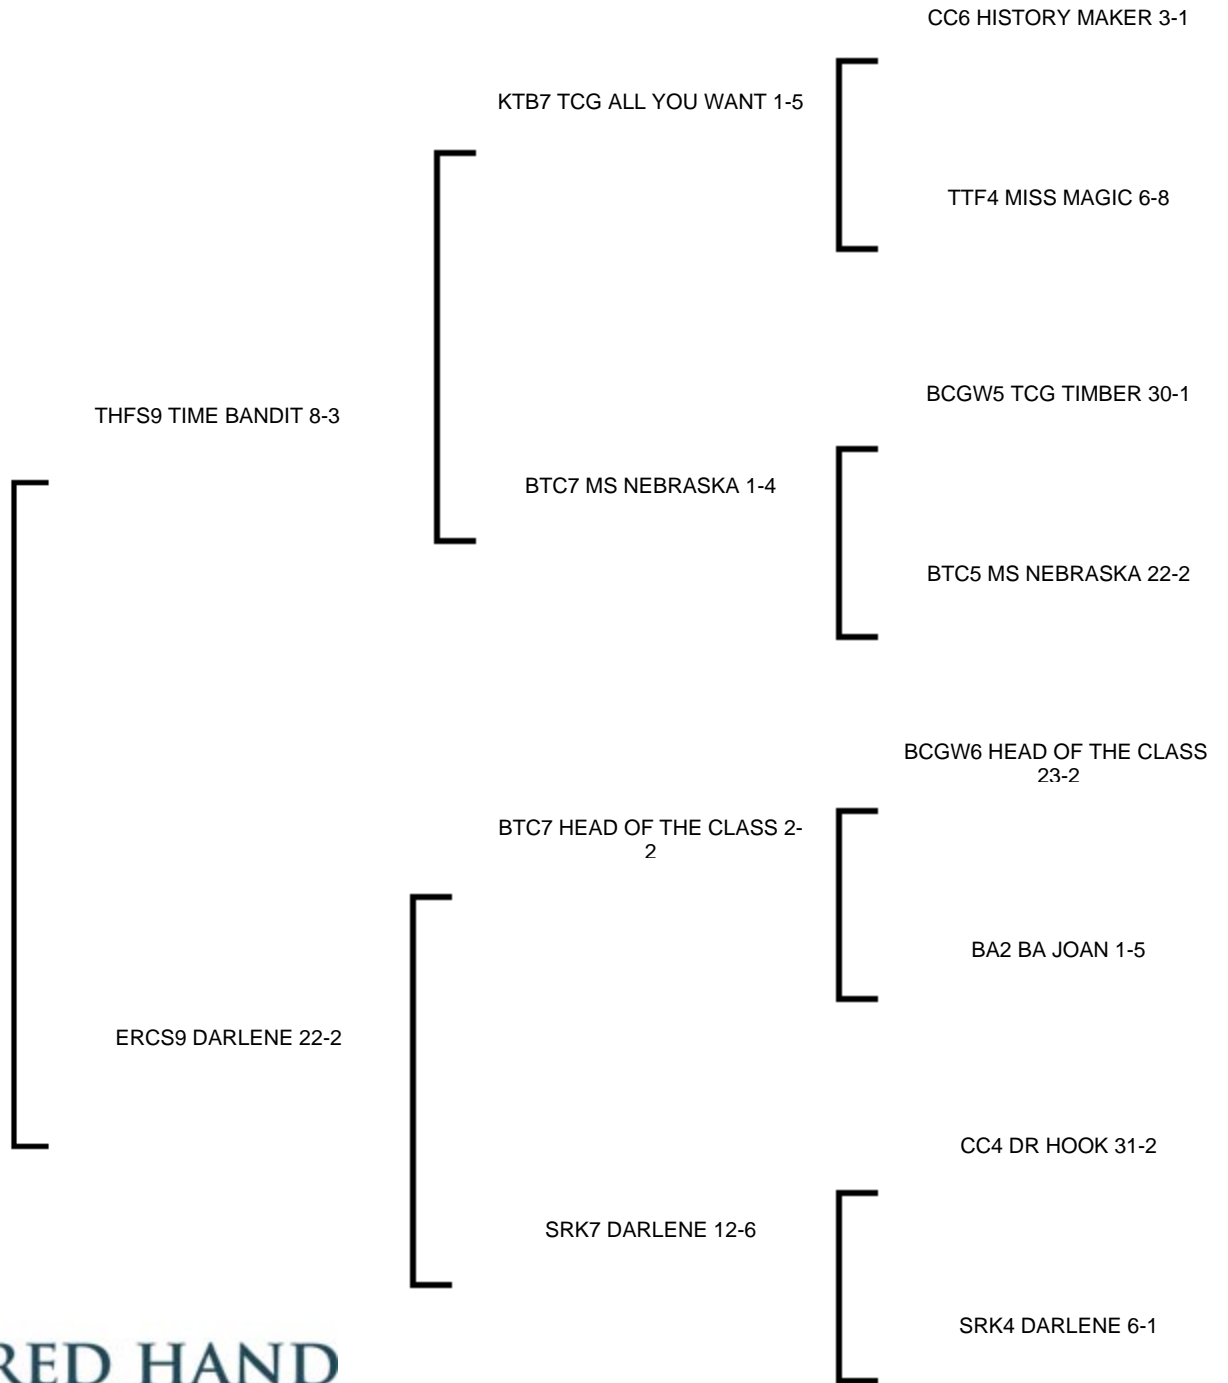 CC6 HISTORY MAKER 3-1
KTB7 TCG ALL YOU WANT 1-5
TTF4 MISS MAGIC 6-8
THFS9 TIME BANDIT 8-3
BCGW5 TCG TIMBER 30-1
BTC7 MS NEBRASKA 1-4
BTC5 MS NEBRASKA 22-2
BCGW6 HEAD OF THE CLASS
23-2
BTC7 HEAD OF THE CLASS 2-
2
BA2 BA JOAN 1-5
ERCS9 DARLENE 22-2
CC4 DR HOOK 31-2
SRK7 DARLENE 12-6
SRK4 DARLENE 6-1
RED HAND